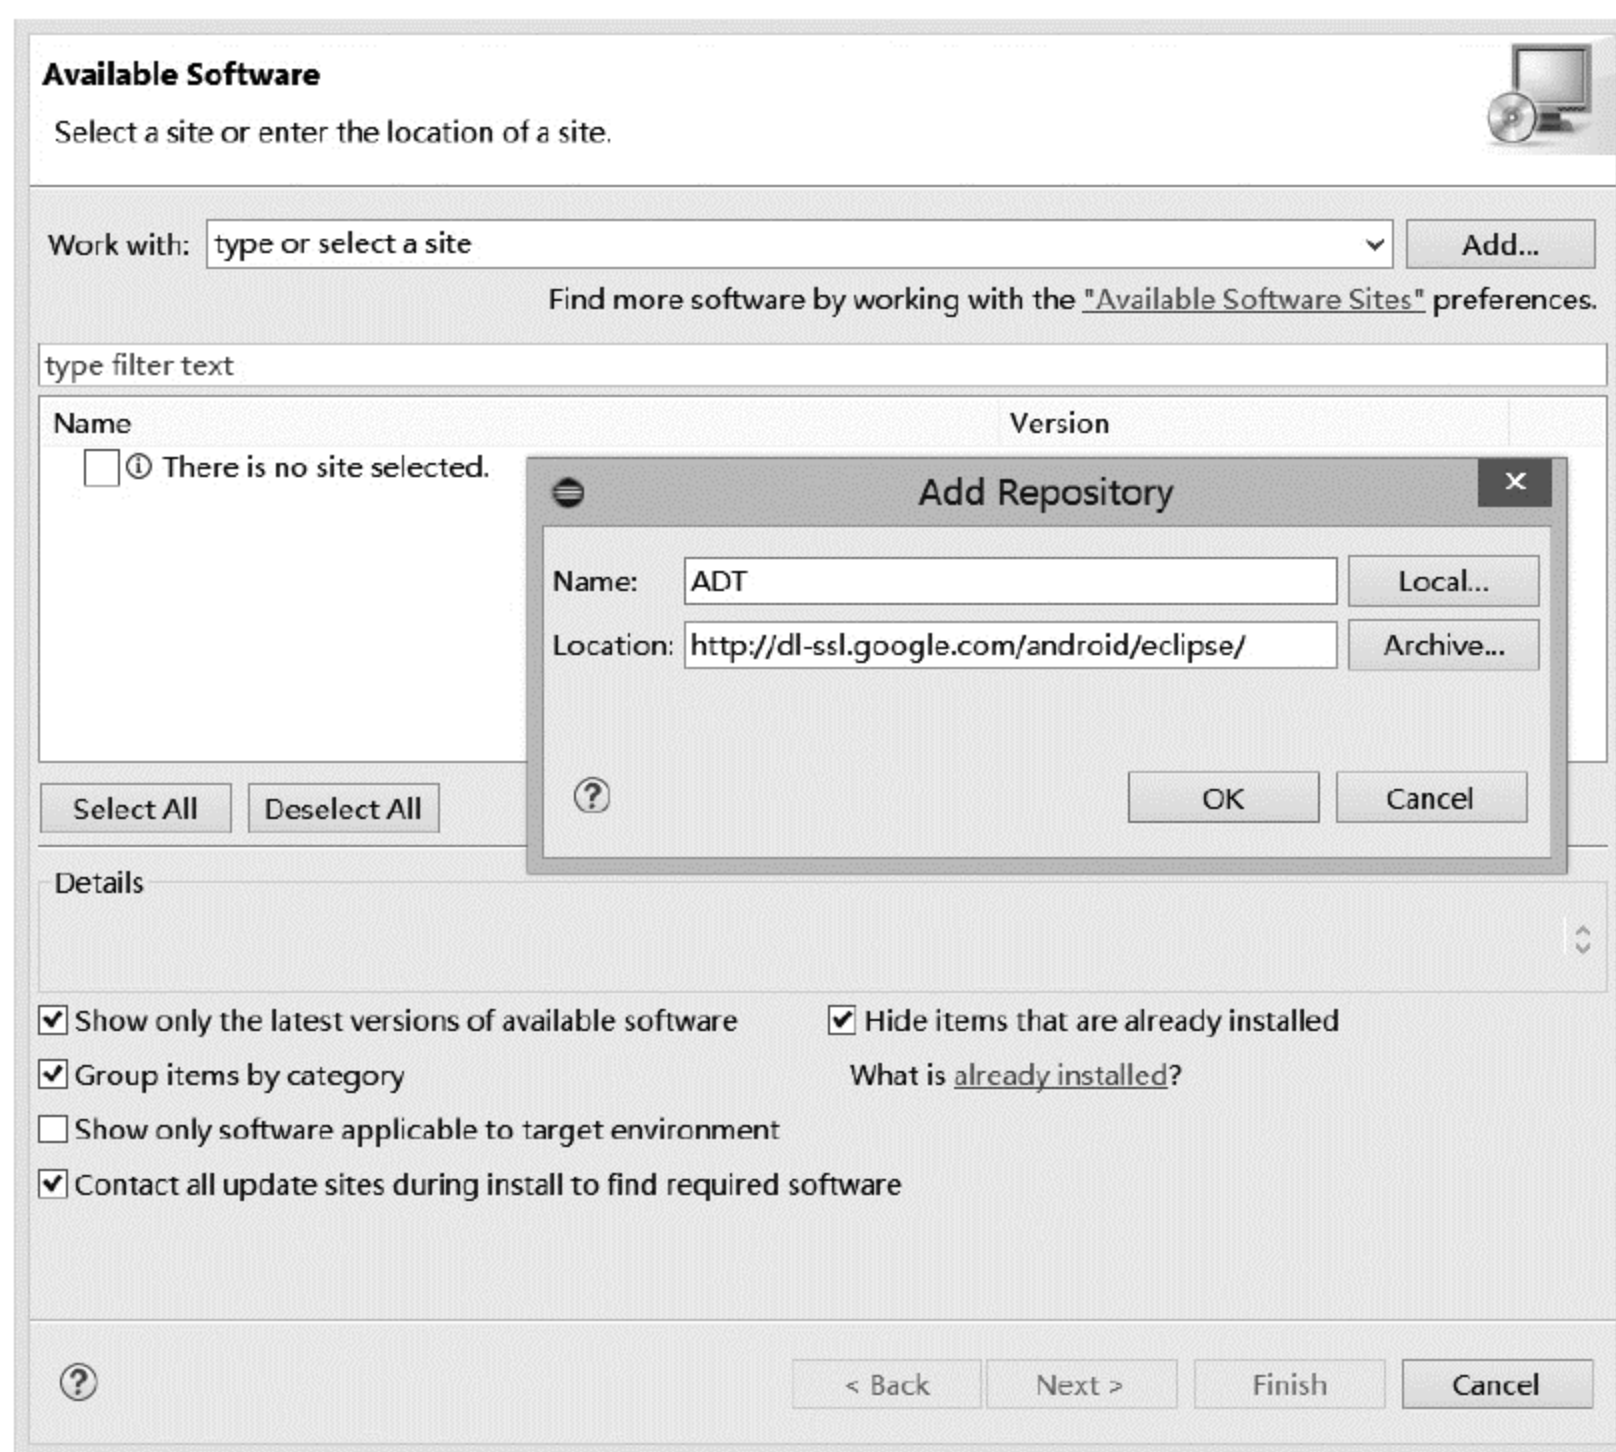 Available Software
Select a site or enter the location of a site.
Work with: type or select a site Add...
Find more software by working with the "Available Software Sites" preferences.
type filter text
Name Version
There is no site selected.
Add Repository
Name: ADT Local...
Location: http://dl-ssl.google.com/android/eclipse/ Archive...
OK Cancel
Select All Deselect All
Details
Show only the latest versions of available software Hide items that are already installed
Group items by category What is already installed?
Show only software applicable to target environment
Contact all update sites during install to find required software
< Back Next > Finish Cancel